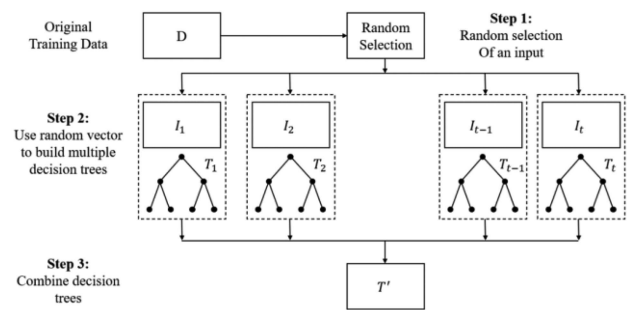 Original
Training Data
D
Random
Selection
Step 1:
Random selection
Of an input
Step 2:
Use random vector
to build multiple
decision trees
I₁
I₂
Iₜ₋₁
Iₜ
T₁
T₂
Tₜ₋₁
Tₜ
Step 3:
Combine decision
trees
T'